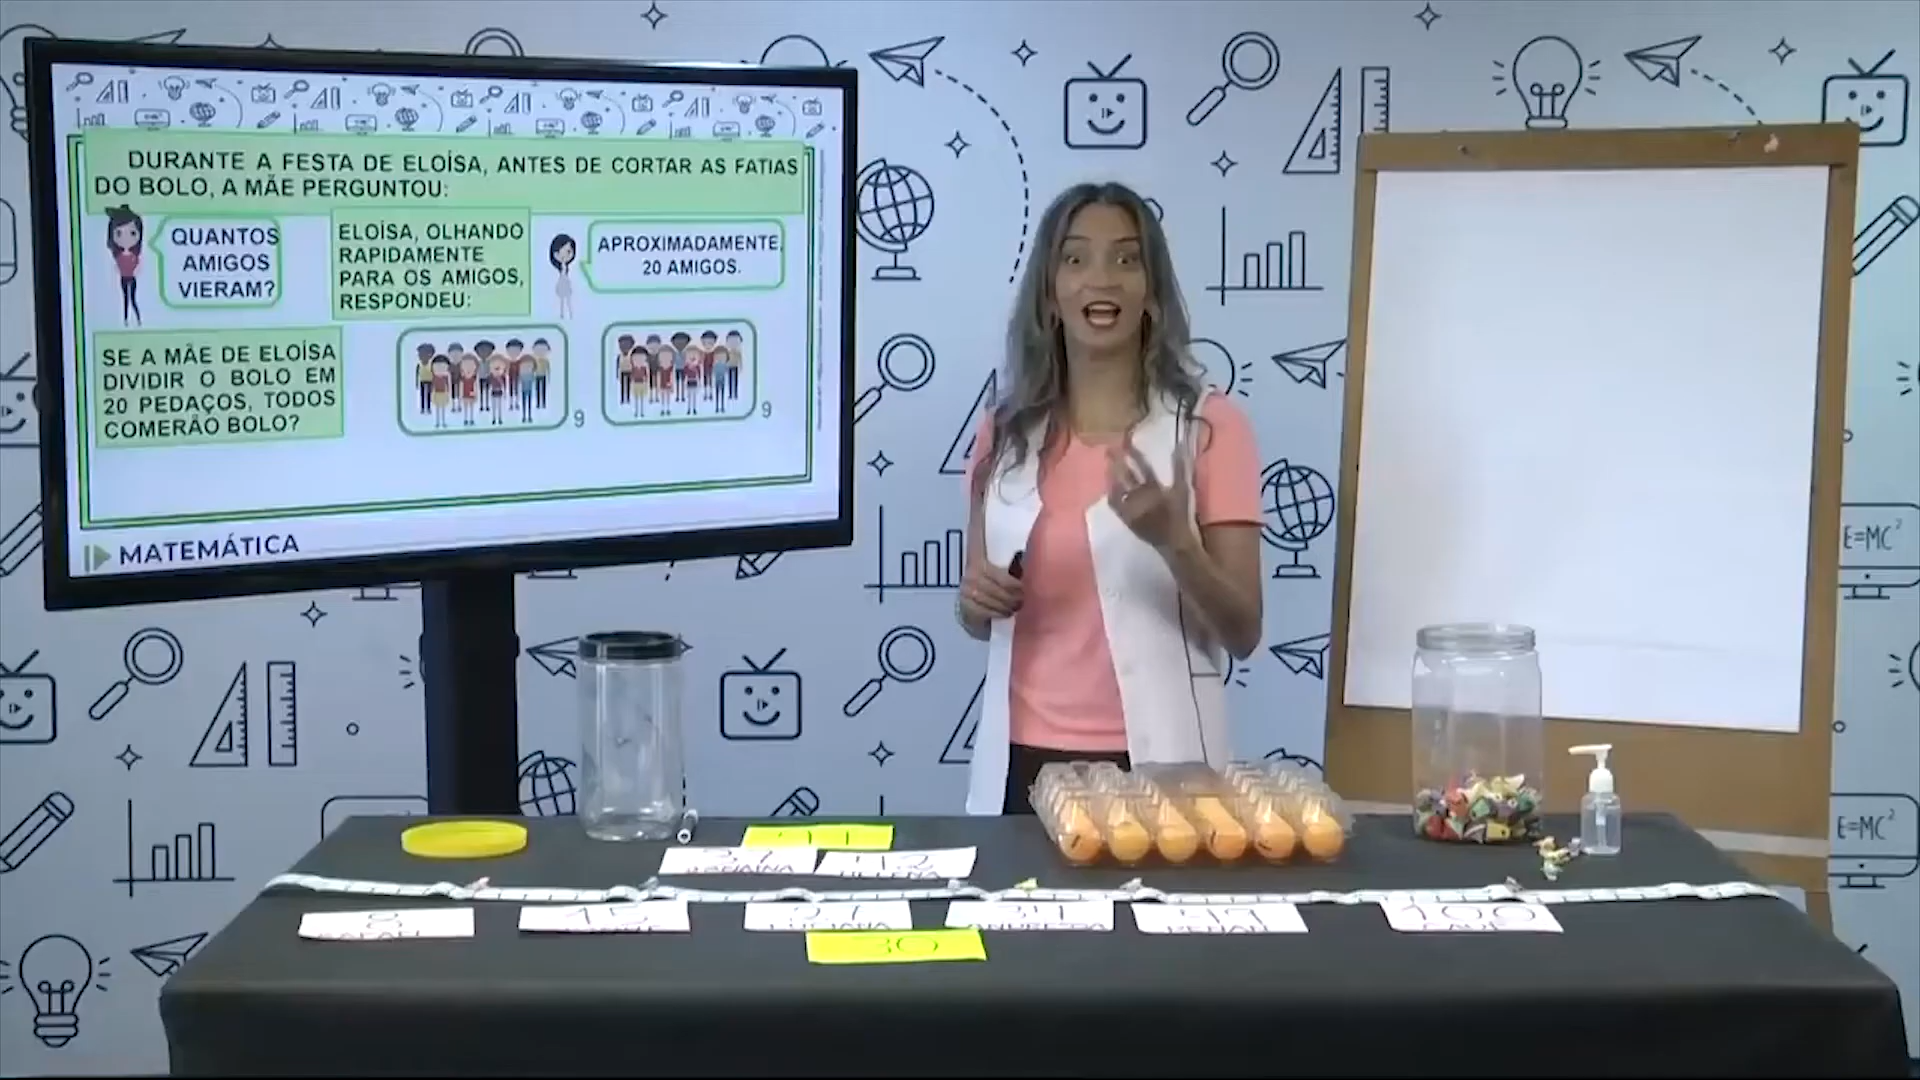 DURANTE A FESTA DE ELOÍSA, ANTES DE CORTAR AS FATIAS
DO BOLO, A MÃE PERGUNTOU:
QUANTOS
AMIGOS
VIERAM?
ELOÍSA, OLHANDO
RAPIDAMENTE
PARA OS AMIGOS,
RESPONDEU:
APROXIMADAMENTE,
20 AMIGOS.
SE A MÃE DE ELOÍSA
DIVIDIR O BOLO EM
20 PEDAÇOS, TODOS
COMERÃO BOLO?
9
9
MATEMÁTICA
E=MC²
E=MC²
8
30
100